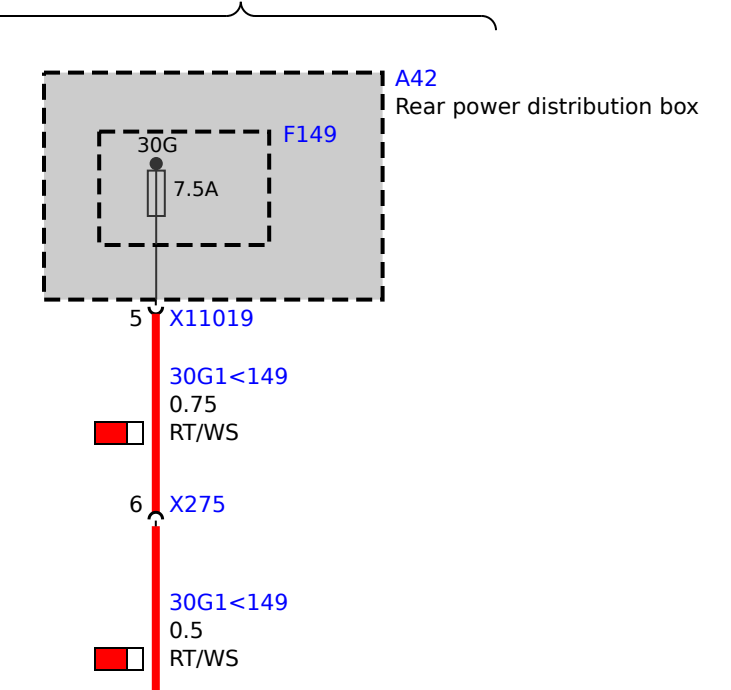 A42
Rear power distribution box
F149
30G
7.5A
5 X11019
30G1<149
0.75
RT/WS
6 X275
30G1<149
0.5
RT/WS